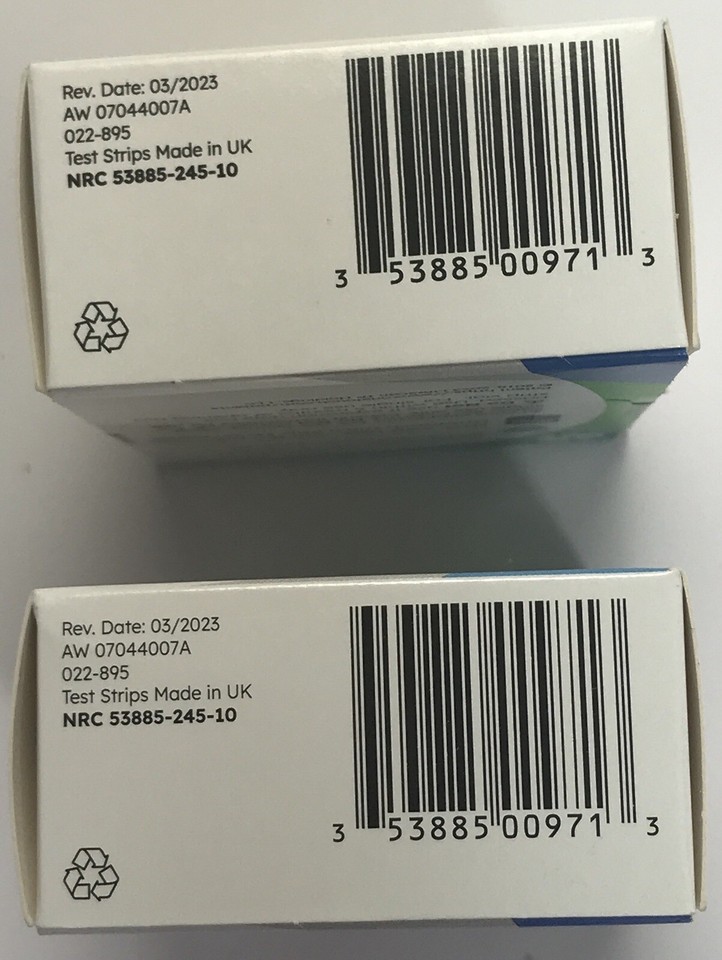 Rev. Date: 03/2023
AW 07044007A
022-895
Test Strips Made in UK
NRC 53885-245-10
3 53885 00971 3
Rev. Date: 03/2023
AW 07044007A
022-895
Test Strips Made in UK
NRC 53885-245-10
3 53885 00971 3